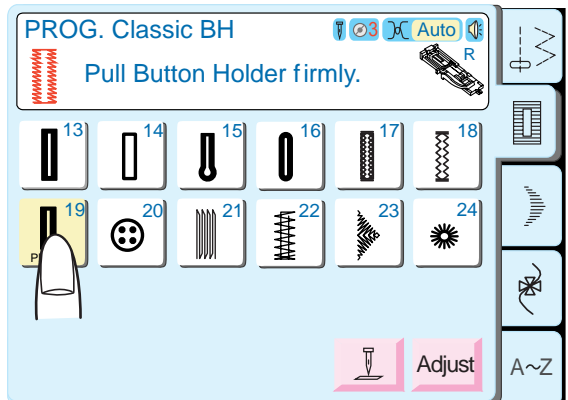 PROG. Classic BH
3 Auto
R
Pull Button Holder firmly.
13 14 15 16 17 18
19 20 21 22 23 24
Adjust
A~Z